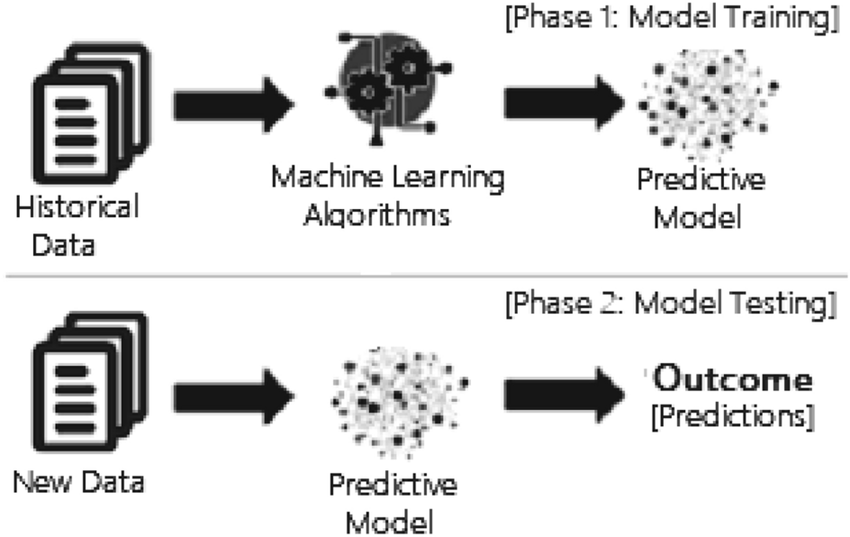 [Phase 1: Model Training]
Machine Learning
Algorithms
Predictive
Model
Historical
Data
[Phase 2: Model Testing]
Outcome
[Predictions]
New Data
Predictive
Model